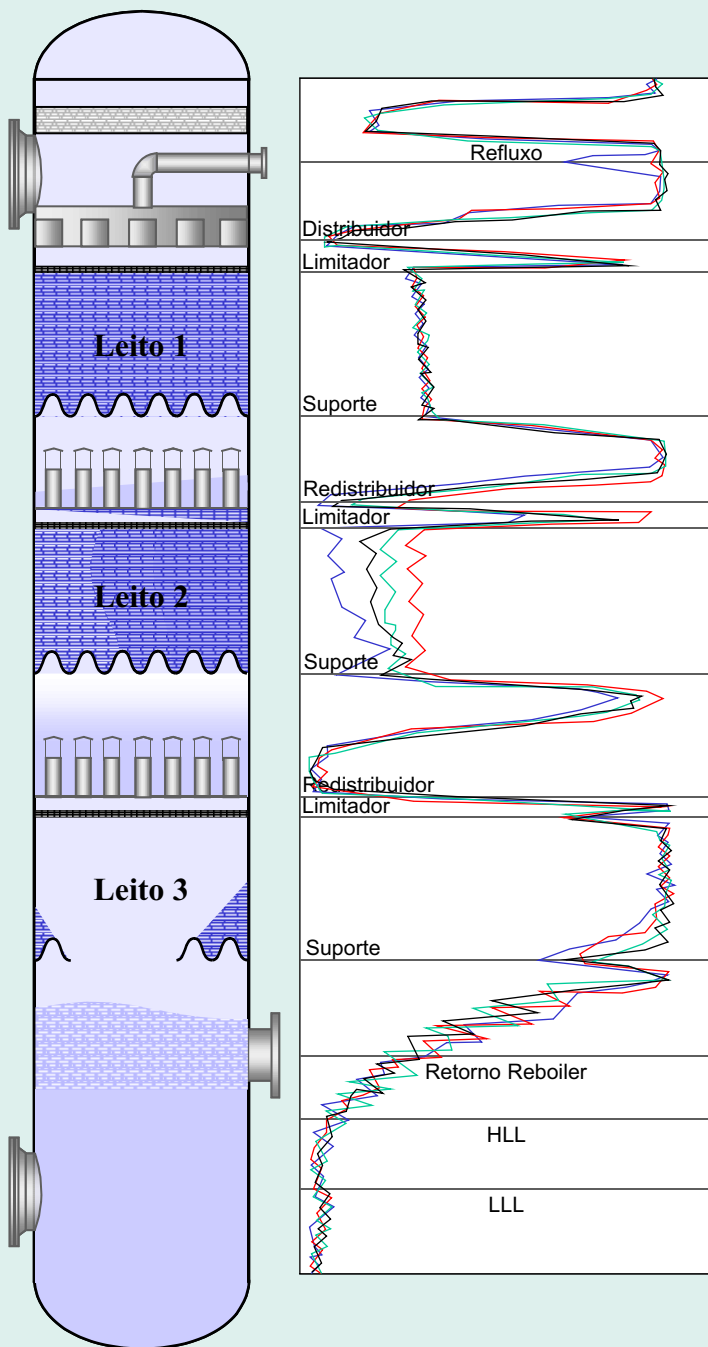 Refluxo
Distribuidor
Limitador
Leito 1
Suporte
Redistribuidor
Limitador
Leito 2
Suporte
Redistribuidor
Limitador
Leito 3
Suporte
Retorno Reboiler
HLL
LLL